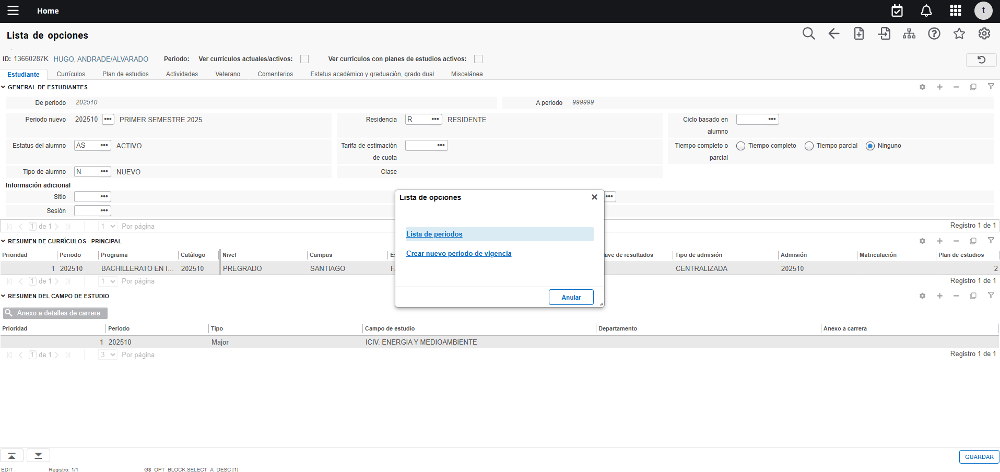 Home
t
Lista de opciones
ID: 13660287K HUGO, ANDRADE/ALVARADO Periodo: Ver currículos actuales/activos: Ver currículos con planes de estudios activos:
Estudiante Currículos Plan de estudios Actividades Veterano Comentarios Estatus académico y graduación, grado dual Miscelánea
GENERAL DE ESTUDIANTES
De periodo 202510 A periodo 999999
Periodo nuevo 202510 ••• PRIMER SEMESTRE 2025 Residencia R ••• RESIDENTE Ciclo basado en •••
alumno
Estatus del alumno AS ••• ACTIVO Tarifa de estimación ••• Tiempo completo o Tiempo completo Tiempo parcial Ninguno
de cuota parcial
Tipo de alumno N ••• NUEVO Clase
Información adicional
Sitio ••• •••
Sesión •••
1 de 1 1 Por página Registro 1 de 1
Lista de opciones
Lista de periodos
Crear nuevo periodo de vigencia
Anular
RESUMEN DE CURRÍCULOS - PRINCIPAL
Prioridad Periodo Programa Catálogo Nivel Campus ave de resultados Tipo de admisión Admisión Matriculación Plan de estudios
1 202510 BACHILLERATO EN I... 202510 PREGRADO SANTIAGO CENTRALIZADA 202510 2
1 de 1 1 Por página Registro 1 de 1
RESUMEN DEL CAMPO DE ESTUDIO
Anexo a detalles de carrera
Prioridad Periodo Tipo Campo de estudio Departamento Anexo a carrera
1 202510 Major ICIV. ENERGIA Y MEDIOAMBIENTE
1 de 1 3 Por página Registro 1 de 1
GUARDAR
EDIT Registro: 1/1 G$_OPT_BLOCK.SELECT_A_DESC [1]